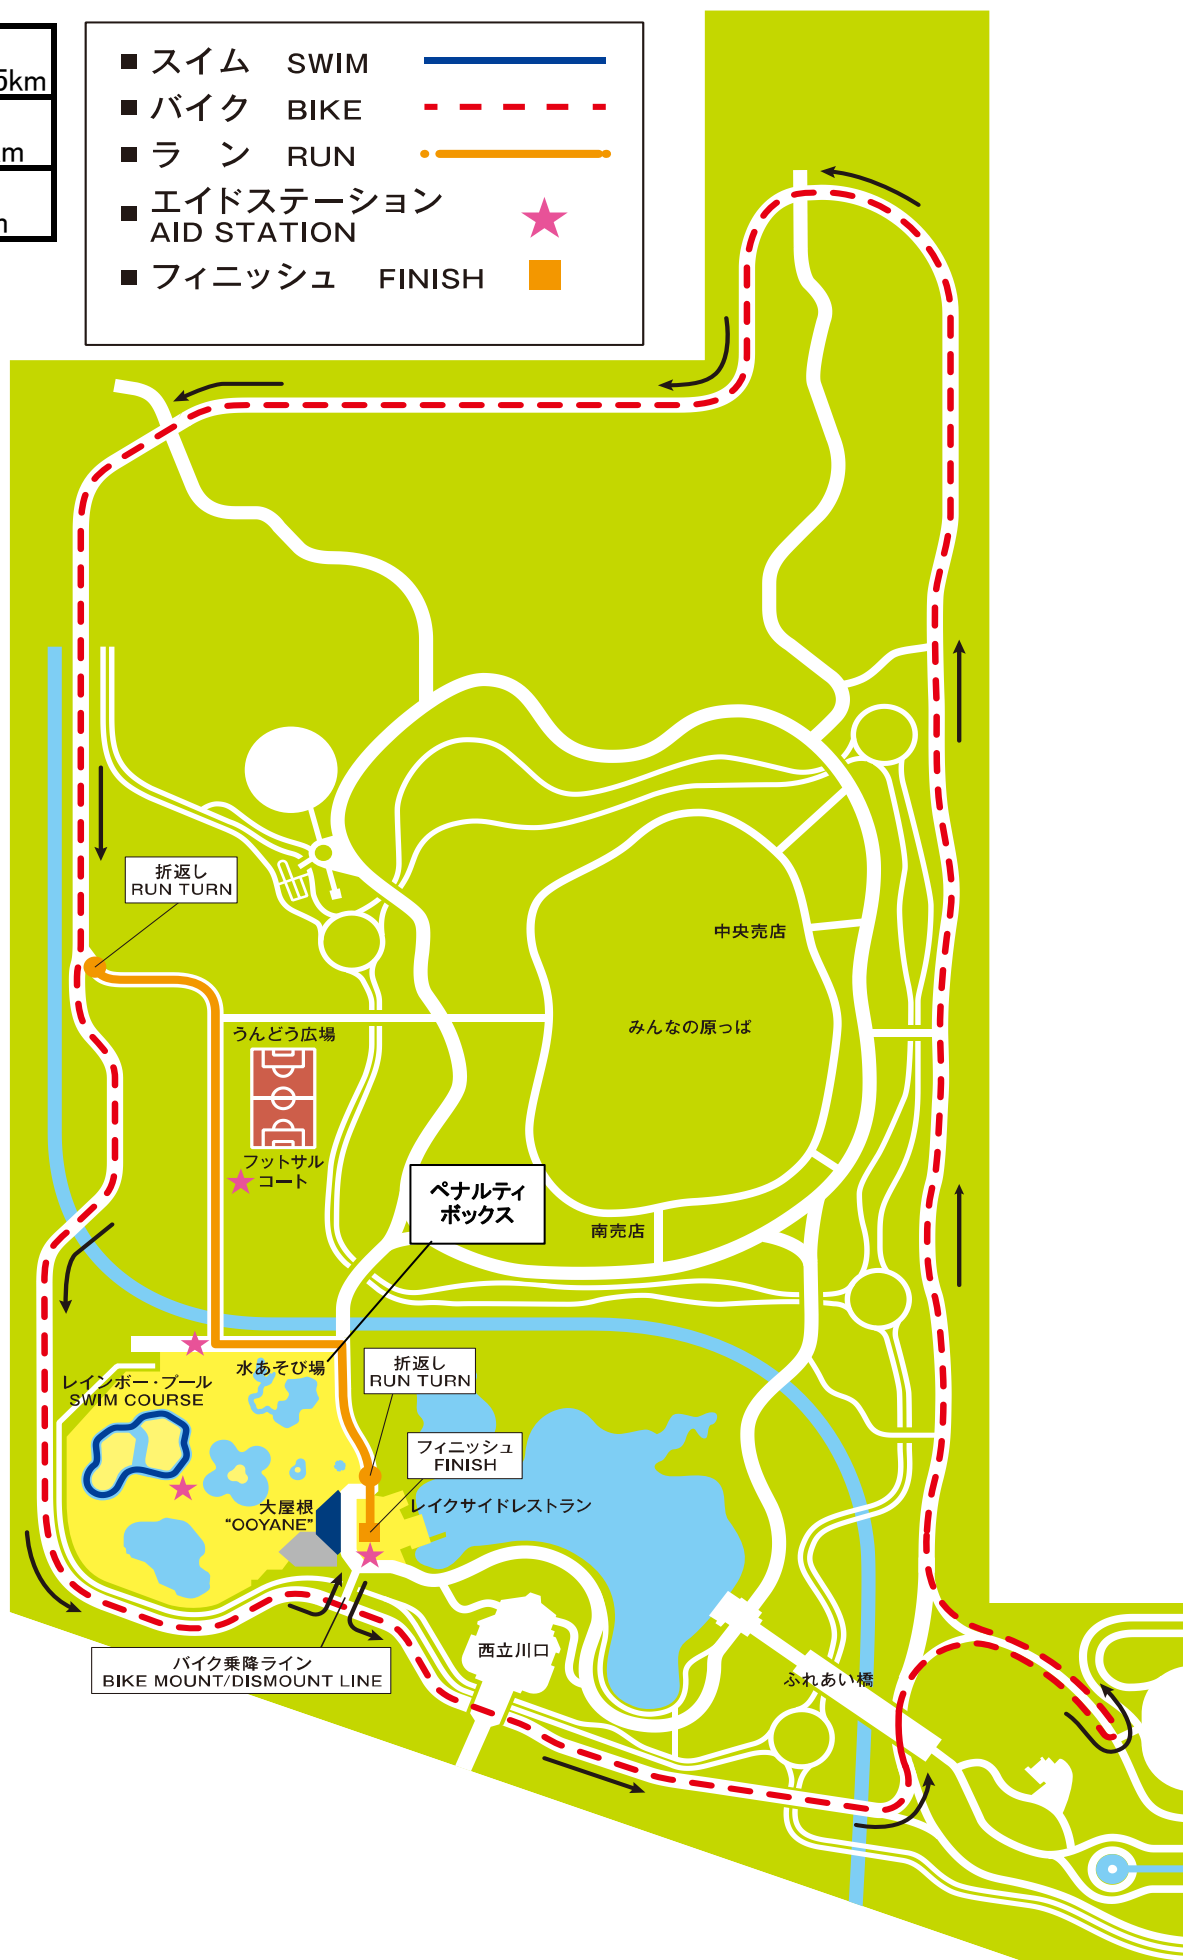 5km
m
■ スイム SWIM
■ バイク BIKE
■ ラン RUN
■ エイドステーション
AID STATION
■ フィニッシュ FINISH
折返し
RUN TURN
中央売店
みんなの原っぱ
うんどう広場
フットサル
コート
ペナルティ
ボックス
南売店
水あそび場
折返し
RUN TURN
レインボー・プール
SWIM COURSE
フィニッシュ
FINISH
大屋根
"OOYANE"
レイクサイドレストラン
西立川口
バイク乗降ライン
BIKE MOUNT/DISMOUNT LINE
ふれあい橋